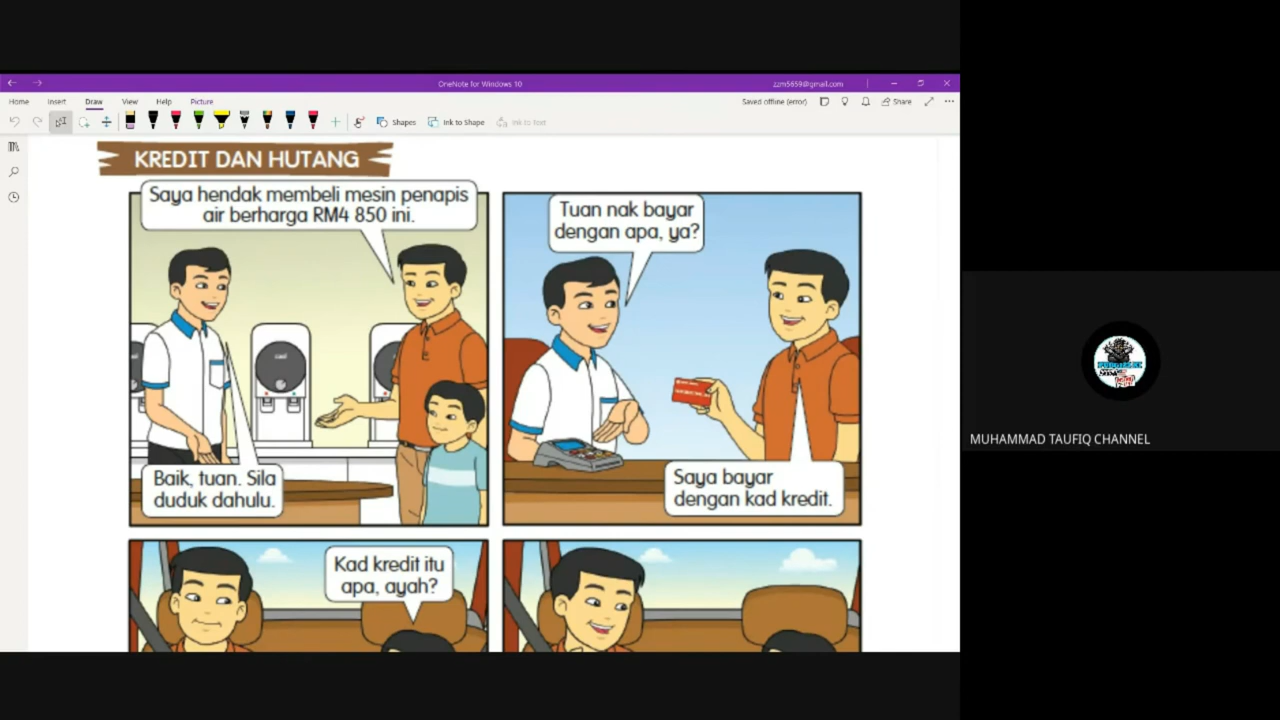 OneNote for Windows 10
zzm5659@gmail.com
Home Insert Draw View Help Picture
Saved offline (error)
Share
Shapes
Ink to Shape
Ink to Text
KREDIT DAN HUTANG
Saya hendak membeli mesin penapis
air berharga RM4 850 ini.
Baik, tuan. Sila
duduk dahulu.
Tuan nak bayar
dengan apa, ya?
Saya bayar
dengan kad kredit.
Kad kredit itu
apa, ayah?
MUHAMMAD TAUFIQ CHANNEL